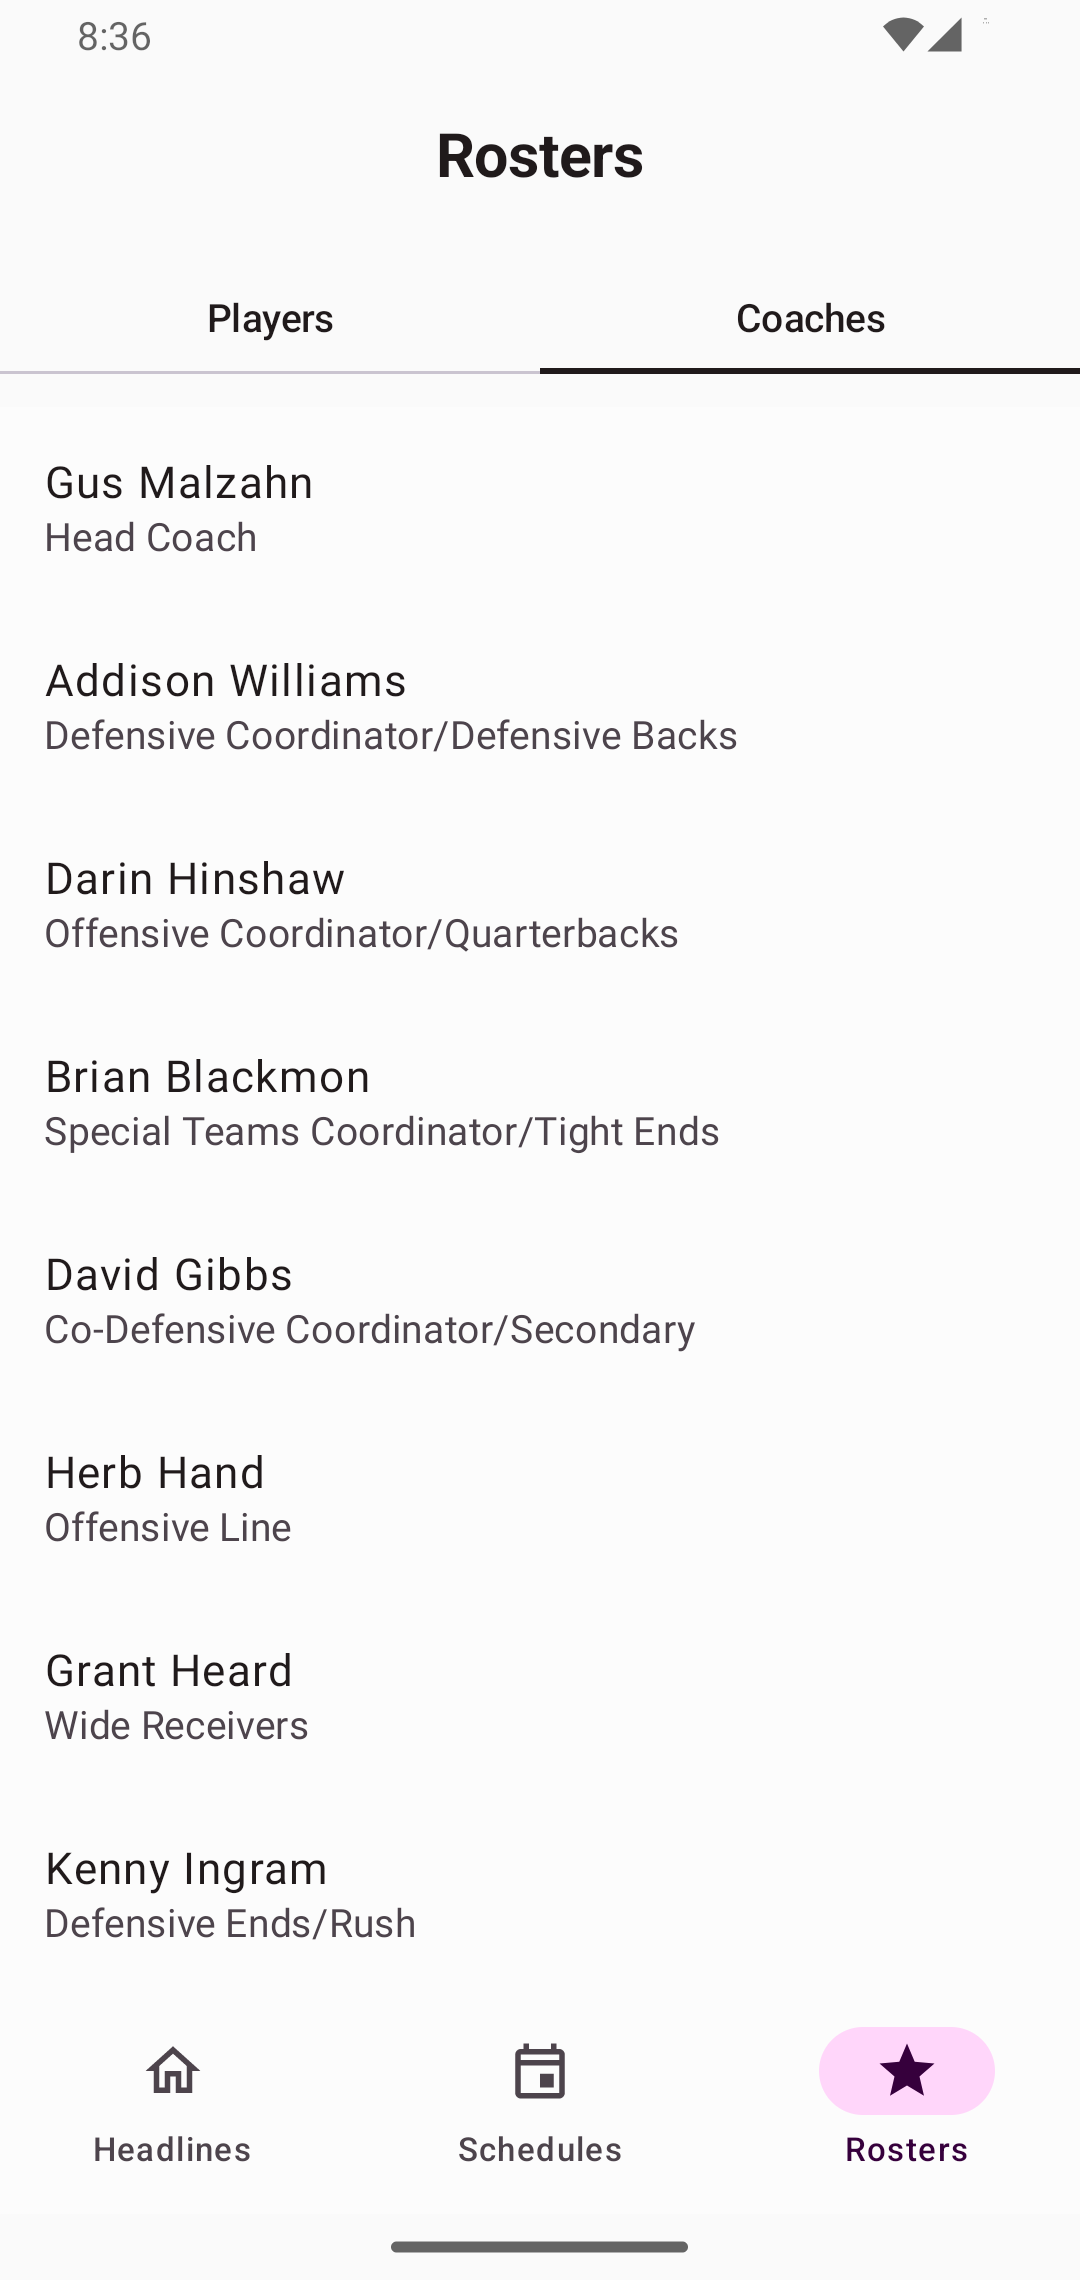 8:36
Rosters
Players
Coaches
Gus Malzahn
Head Coach
Addison Williams
Defensive Coordinator/Defensive Backs
Darin Hinshaw
Offensive Coordinator/Quarterbacks
Brian Blackmon
Special Teams Coordinator/Tight Ends
David Gibbs
Co-Defensive Coordinator/Secondary
Herb Hand
Offensive Line
Grant Heard
Wide Receivers
Kenny Ingram
Defensive Ends/Rush
Headlines
Schedules
Rosters